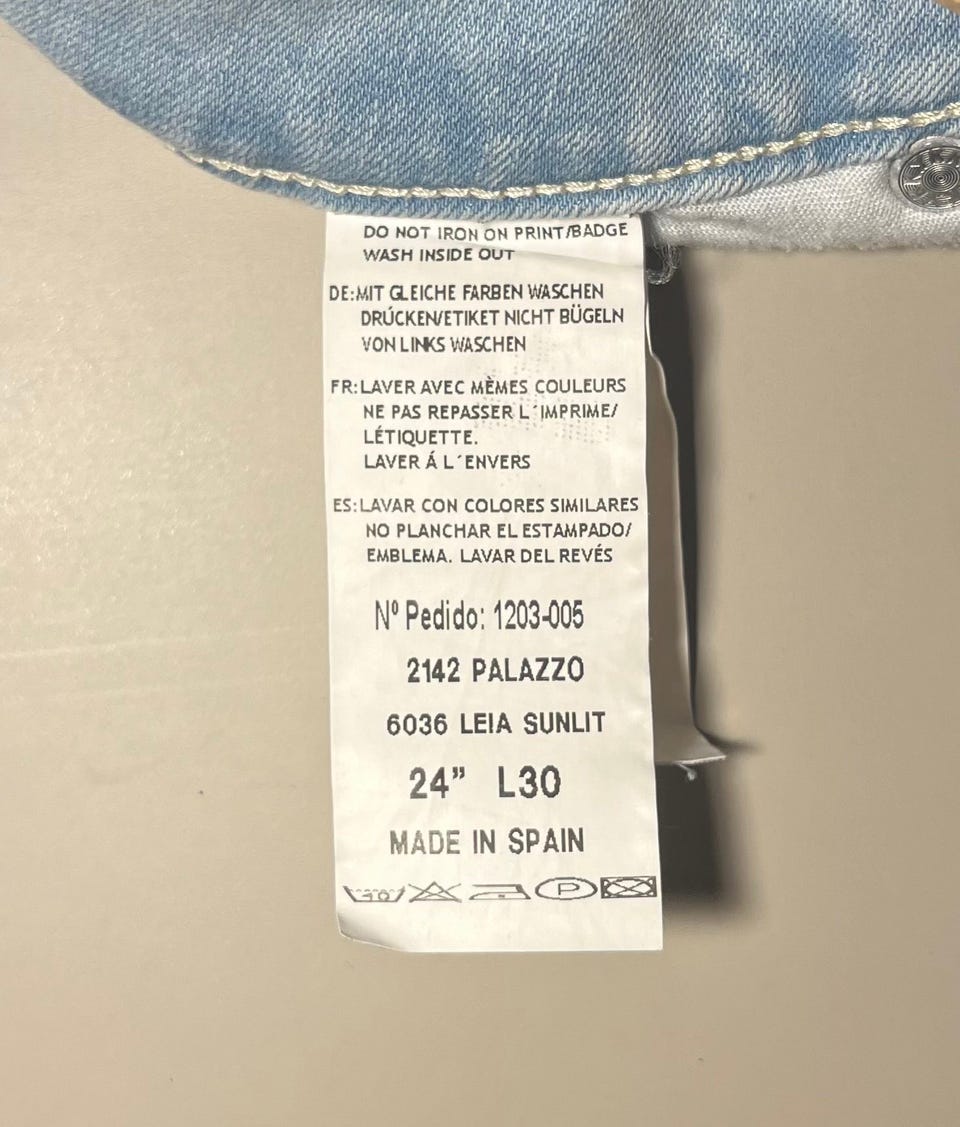 DO NOT IRON ON PRINT/BADGE
WASH INSIDE OUT
DE:MIT GLEICHE FARBEN WASCHEN
DRÚCKEN/ETIKET NICHT BÜGELN
VON LINKS WASCHEN
FR:LAVER AVEC MÈMES COULEURS
NE PAS REPASSER L´IMPRIME/
LÉTIQUETTE.
LAVER Á L´ENVERS
ES:LAVAR CON COLORES SIMILARES
NO PLANCHAR EL ESTAMPADO/
EMBLEMA. LAVAR DEL REVÉS
Nº Pedido: 1203-005
2142 PALAZZO
6036 LEIA SUNLIT
24” L30
MADE IN SPAIN
P